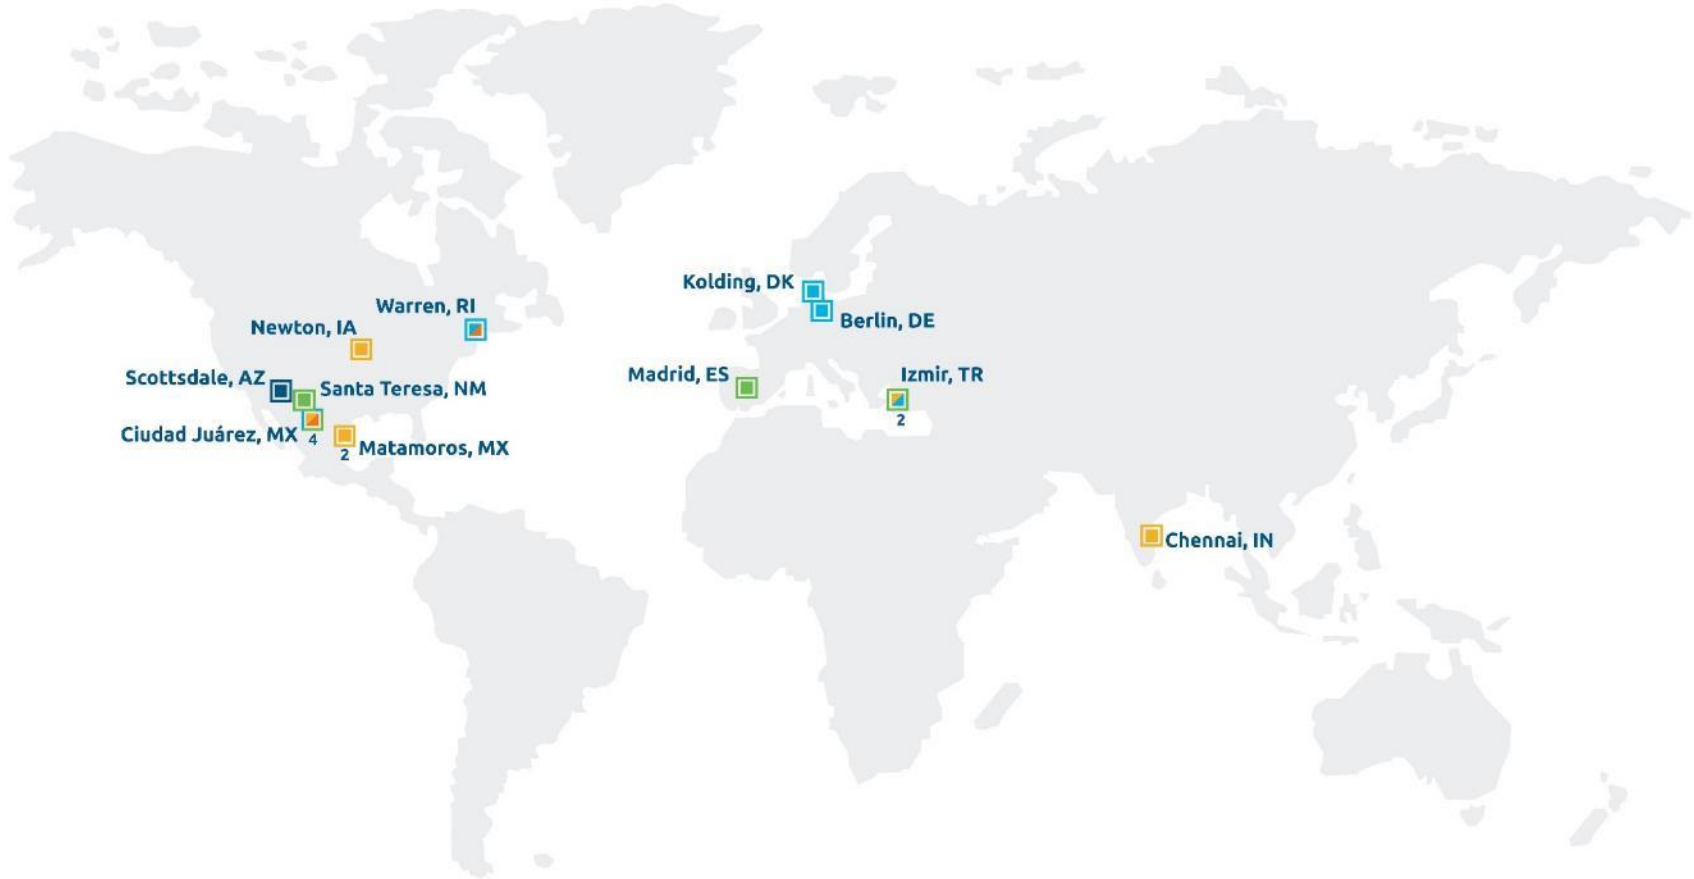 Kolding, DK
Berlin, DE
Warren, RI
Newton, IA
Scottsdale, AZ
Santa Teresa, NM
Madrid, ES
Izmir, TR
2
Ciudad Juárez, MX
4
Matamoros, MX
2
Chennai, IN